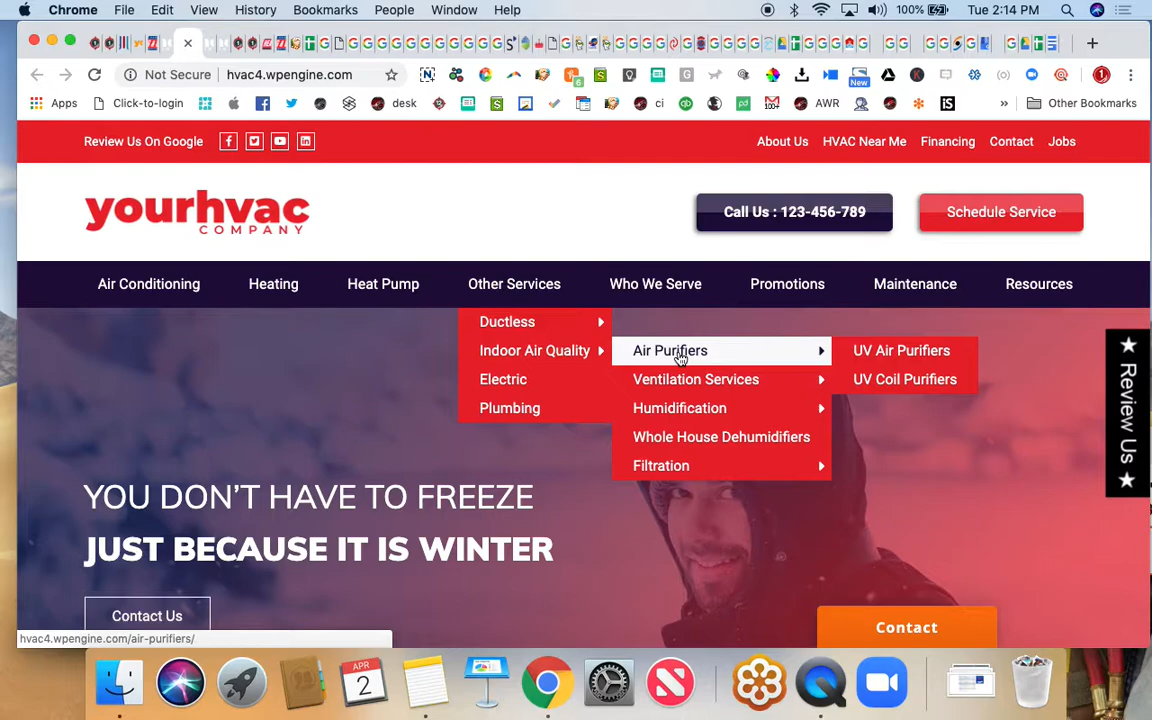 Chrome File Edit View History Bookmarks People Window Help 100% Tue 2:14 PM
Not Secure hvac4.wpengine.com New
Apps Click-to-login desk ci 100+ AWR » Other Bookmarks
Review Us On Google About Us HVAC Near Me Financing Contact Jobs
yourhvac
COMPANY
Call Us : 123-456-789 Schedule Service
Air Conditioning Heating Heat Pump Other Services Who We Serve Promotions Maintenance Resources
Ductless
Indoor Air Quality Air Purifiers UV Air Purifiers
Electric Ventilation Services UV Coil Purifiers
Plumbing Humidification
Whole House Dehumidifiers
Filtration
★ Review Us ★
YOU DON'T HAVE TO FREEZE
JUST BECAUSE IT IS WINTER
Contact Us
Contact
hvac4.wpengine.com/air-purifiers/
APR
2